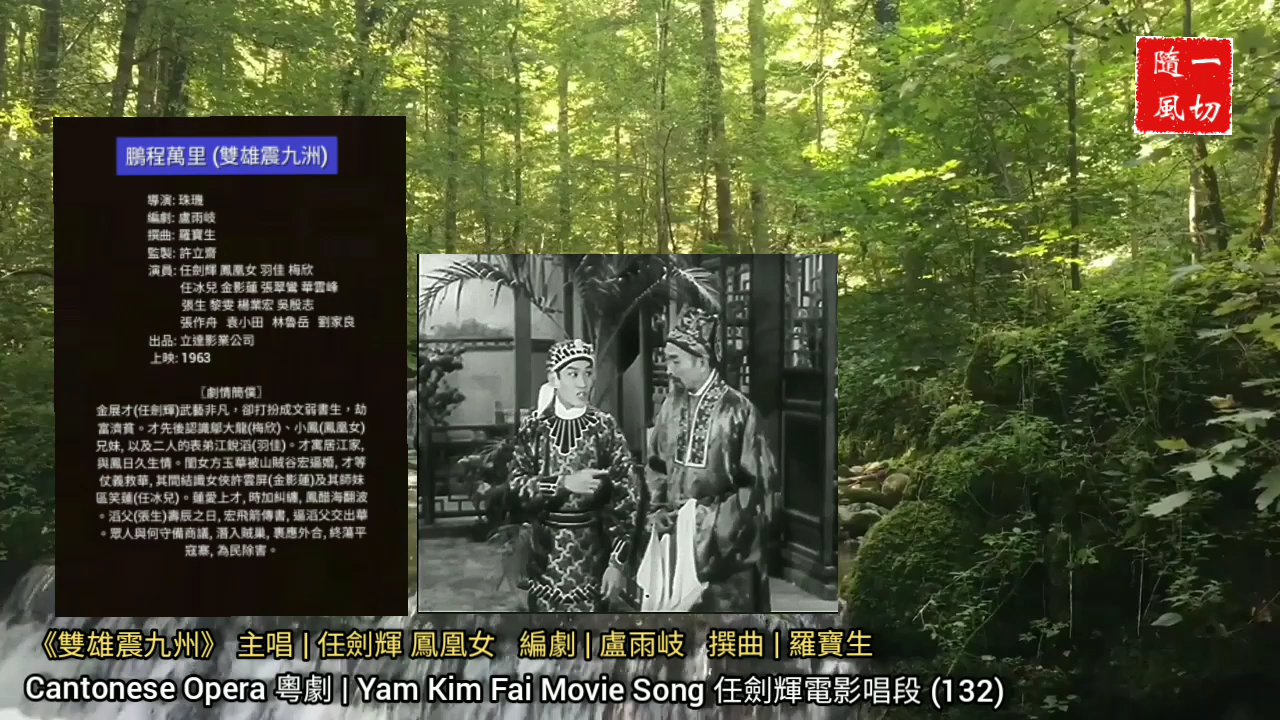 隨一
風切
鵬程萬里 (雙雄震九洲)
導演: 珠璣
編劇: 盧雨岐
撰曲: 羅寶生
監製: 許立齋
演員: 任劍輝 鳳凰女 羽佳 梅欣
任冰兒 金影蓮 張翠鸞 華雲峰
張生 黎雯 楊業宏 吳殷志
張作舟 袁小田 林魯岳 劉家良
出品: 立達影業公司
上映: 1963
〖劇情簡僕〗
金展才(任劍輝)武藝非凡，卻打扮成文弱書生，劫
富濟貧。才先後認識鄔大龍(梅欣)、小鳳(鳳凰女)
兄妹, 以及二人的表弟江銳滔(羽佳)。才寓居江家,
與鳳日久生情。閨女方玉華被山賊谷宏逼婚, 才等
仗義救華, 其間結識女俠許雲屏(金影蓮)及其師妹
區笑蓮(任冰兒)。蓮愛上才, 時加糾纏, 鳳醋海翻波
。滔父(張生)壽辰之日, 宏飛箭傳書, 逼滔父交出華
。眾人與何守備商議, 潛入賊巢, 裏應外合, 終蕩平
寇寨, 為民除害。
《雙雄震九州》 主唱 | 任劍輝 鳳凰女 編劇 | 盧雨岐 撰曲 | 羅寶生
Cantonese Opera 粵劇 | Yam Kim Fai Movie Song 任劍輝電影唱段 (132)